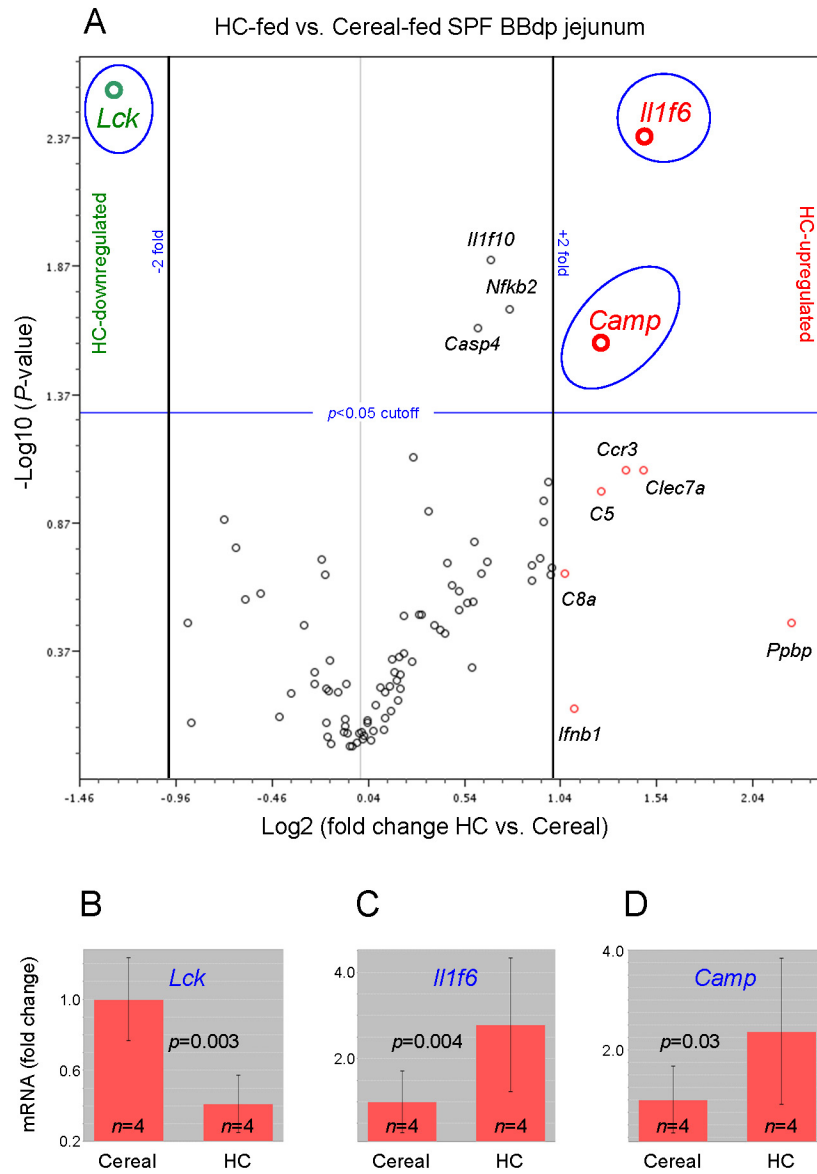 A
HC-fed vs. Cereal-fed SPF BBdp jejunum
Lck
Il1f6
2.37
HC-downregulated
-2 fold
Il1f10
+2 fold
HC-upregulated
1.87
Nfkb2
Casp4
Camp
1.37
p<0.05 cutoff
-Log10 (P-value)
Ccr3
Clec7a
C5
0.87
C8a
0.37
Ppbp
Ifnb1
-1.46 -0.96 -0.46 0.04 0.54 1.04 1.54 2.04
Log2 (fold change HC vs. Cereal)
B
mRNA (fold change)
Lck
1.0
p=0.003
0.6
n=4 n=4
0.2
Cereal HC
C
4.0
Il1f6
p=0.004
2.0
n=4 n=4
Cereal HC
D
4.0
Camp
p=0.03
2.0
n=4 n=4
Cereal HC